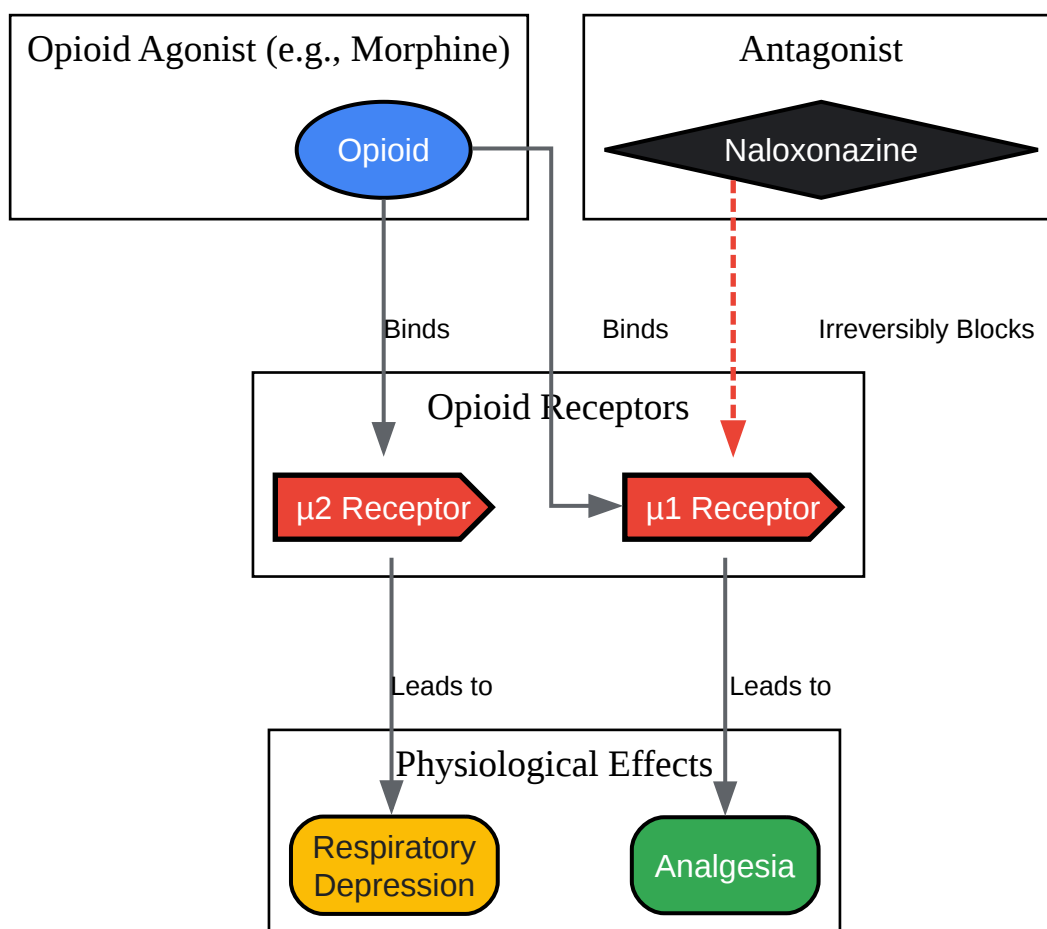 Opioid Agonist (e.g., Morphine)
Antagonist
Opioid
Naloxonazine
Binds
Binds
Irreversibly Blocks
Opioid Receptors
µ2 Receptor
µ1 Receptor
Leads to
Leads to
Physiological Effects
Respiratory
Depression
Analgesia